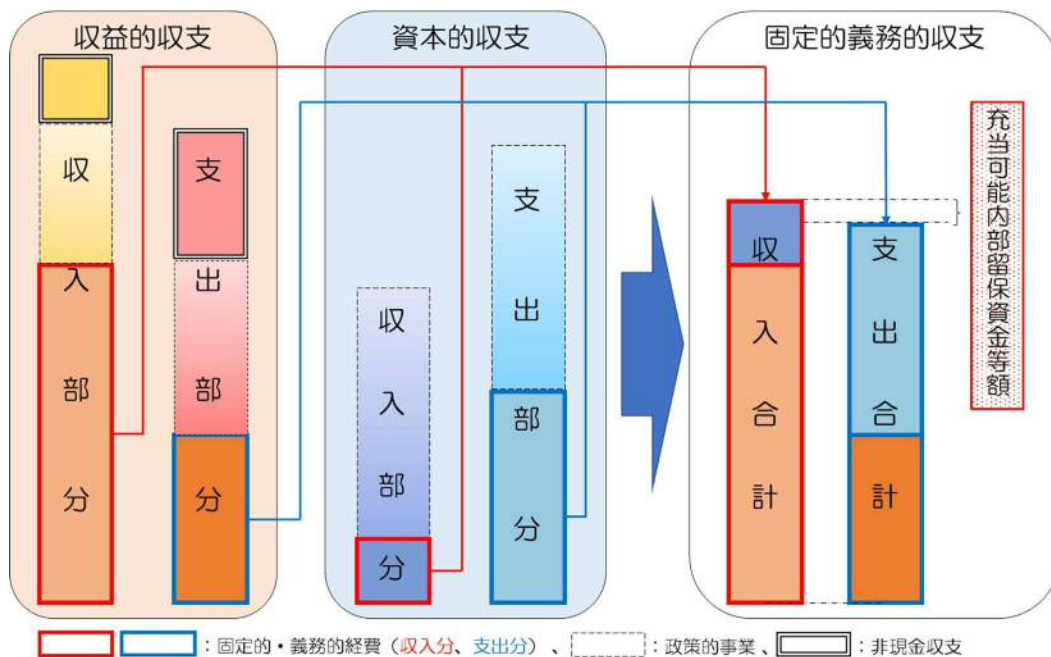 収益的収支
資本的収支
固定的義務的収支
収入部分
支出部分
収入部分
支出部分
収入合計
支出合計
充当可能内部留保資金等額
:固定的・義務的経費(収入分、支出分)、:政策的事業、:非現金収支